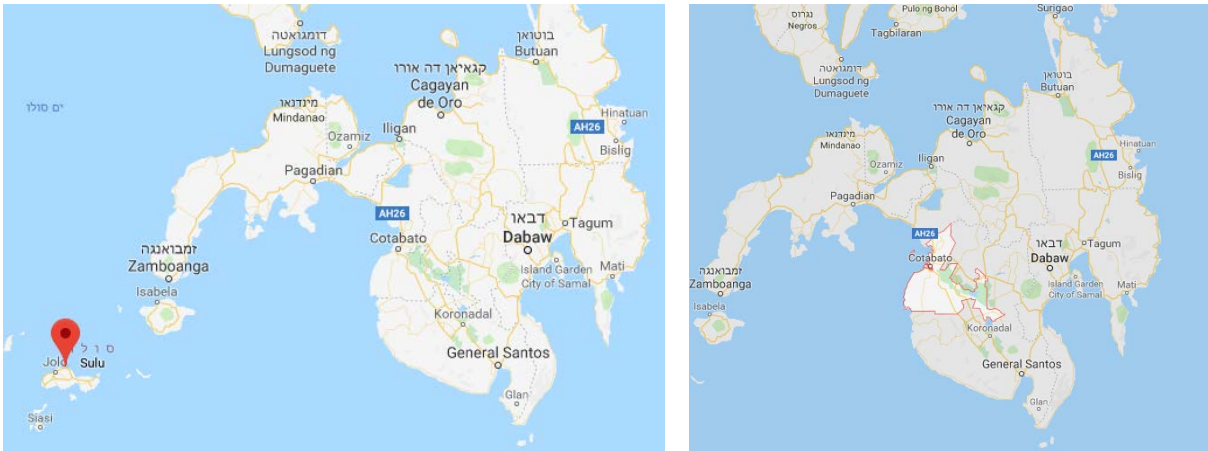 דומגואטה
Lungsod ng
Dumaguete
בוטואן
Butuan
קגאיאן דה אורו
Cagayan
de Oro
ים סולו
מינדנאו
Mindanao
Hinatuan
AH26
Bislig
Ozamiz
Iligan
Pagadian
AH26
Cotabato
דבאו
Dabaw
Tagum
זמבואנגה
Zamboanga
Isabela
Island Garden
City of Samal
Mati
Koronadal
סולו
Jolo
Sulu
General Santos
Glan
Siasi
נגרוס
Negros
Pulo ng Bohol
Tagbilaran
Surigao
דומגואטה
Lungsod ng
Dumaguete
בוטואן
Butuan
קגאיאן דה אורו
Cagayan
de Oro
מינדנאו
Mindanao
Hinatuan
AH26
Bislig
Ozamiz
Iligan
Pagadian
AH26
Cotabato
דבאו
Dabaw
Tagum
זמבואנגה
Zamboanga
Isabela
Island Garden
City of Samal
Mati
Koronadal
General Santos
Glan